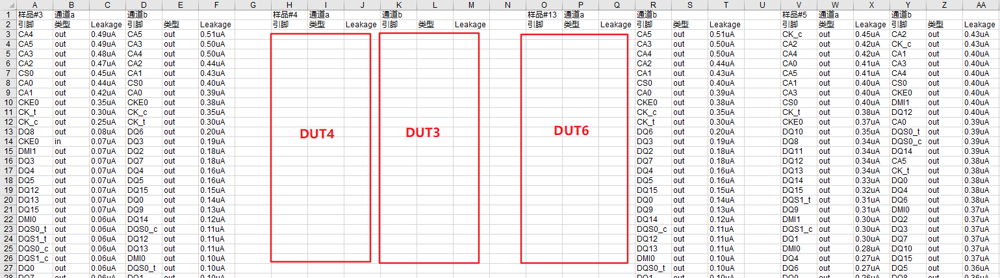 A B C D E F G H I J K L M N O P Q R S T U V W X Y Z AA
1 样品#3 通道a 通道b 样品#4 通道a 通道b 样品#13 通道a 通道b 样品#5 通道a 通道b
2 引脚 类型 Leakage 引脚 类型 Leakage 引脚 类型 Leakage 引脚 类型 Leakage 引脚 类型 Leakage 引脚 类型 Leakage 引脚 类型 Leakage 引脚 类型 Leakage
3 CA4 out 0.49uA CA5 out 0.51uA CA5 out 0.51uA CK_c out 0.45uA CA2 out 0.43uA
4 CA5 out 0.49uA CA3 out 0.50uA CA3 out 0.50uA CA2 out 0.42uA CK_c out 0.43uA
5 CA3 out 0.48uA CA4 out 0.50uA CA4 out 0.50uA CA4 out 0.42uA CA1 out 0.40uA
6 CA2 out 0.47uA CA2 out 0.44uA CA2 out 0.44uA CA0 out 0.41uA CA3 out 0.40uA
7 CS0 out 0.45uA CA1 out 0.43uA CA1 out 0.43uA CA5 out 0.41uA CA4 out 0.40uA
8 CA0 out 0.44uA CS0 out 0.40uA CS0 out 0.40uA CA1 out 0.40uA CS0 out 0.40uA
9 CA1 out 0.42uA CA0 out 0.39uA CA0 out 0.39uA CA3 out 0.40uA CKE0 out 0.40uA
10 CKE0 out 0.35uA CKE0 out 0.38uA CKE0 out 0.38uA CS0 out 0.40uA DMI1 out 0.40uA
11 CK_t out 0.30uA CK_c out 0.35uA CK_c out 0.35uA CK_t out 0.38uA DQ12 out 0.40uA
12 CK_c out 0.25uA CK_t out 0.30uA CK_t out 0.30uA CKE0 out 0.37uA CA0 out 0.39uA
13 DQ8 out 0.08uA DQ6 out 0.20uA DQ6 out 0.20uA DQ10 out 0.35uA DQS0_t out 0.39uA
14 CKE0 in 0.07uA DQ3 out 0.19uA DQ3 out 0.19uA DQ8 out 0.34uA DQS0_c out 0.39uA
15 DMI1 out 0.07uA DQ2 out 0.18uA DQ2 out 0.18uA DQ11 out 0.34uA DQ14 out 0.39uA
16 DQ3 out 0.07uA DQ7 out 0.18uA DQ7 out 0.18uA DQ12 out 0.34uA CA5 out 0.38uA
17 DQ4 out 0.07uA DQ4 out 0.16uA DQ4 out 0.16uA DQ13 out 0.34uA CK_t out 0.38uA
18 DQ5 out 0.07uA DQ5 out 0.16uA DQ5 out 0.16uA DQ14 out 0.33uA DQ0 out 0.38uA
19 DQ12 out 0.07uA DQ15 out 0.15uA DQ15 out 0.15uA DQ15 out 0.32uA DQ4 out 0.38uA
20 DQ13 out 0.07uA DQ0 out 0.14uA DQ0 out 0.14uA DQS1_t out 0.31uA DQ6 out 0.38uA
21 DQ15 out 0.07uA DQ9 out 0.13uA DQ9 out 0.13uA DQ9 out 0.31uA DMI0 out 0.37uA
22 DMI0 out 0.06uA DQ14 out 0.12uA DQ14 out 0.12uA DMI1 out 0.30uA DQ2 out 0.37uA
23 DQS0_t out 0.06uA DQS0_c out 0.11uA DQS0_c out 0.11uA DQS1_c out 0.30uA DQ3 out 0.37uA
24 DQS1_t out 0.06uA DQ12 out 0.11uA DQ12 out 0.11uA DQ1 out 0.30uA DQ7 out 0.37uA
25 DQS0_c out 0.06uA DQ13 out 0.11uA DQ13 out 0.11uA DMI0 out 0.28uA DQ10 out 0.37uA
26 DQS1_c out 0.06uA DMI0 out 0.10uA DMI0 out 0.10uA DQ4 out 0.27uA DQ15 out 0.37uA
27 DQ0 out 0.06uA DQS0_t out 0.10uA DQS0_t out 0.10uA DQ6 out 0.27uA DQ5 out 0.36uA
DUT4
DUT3
DUT6